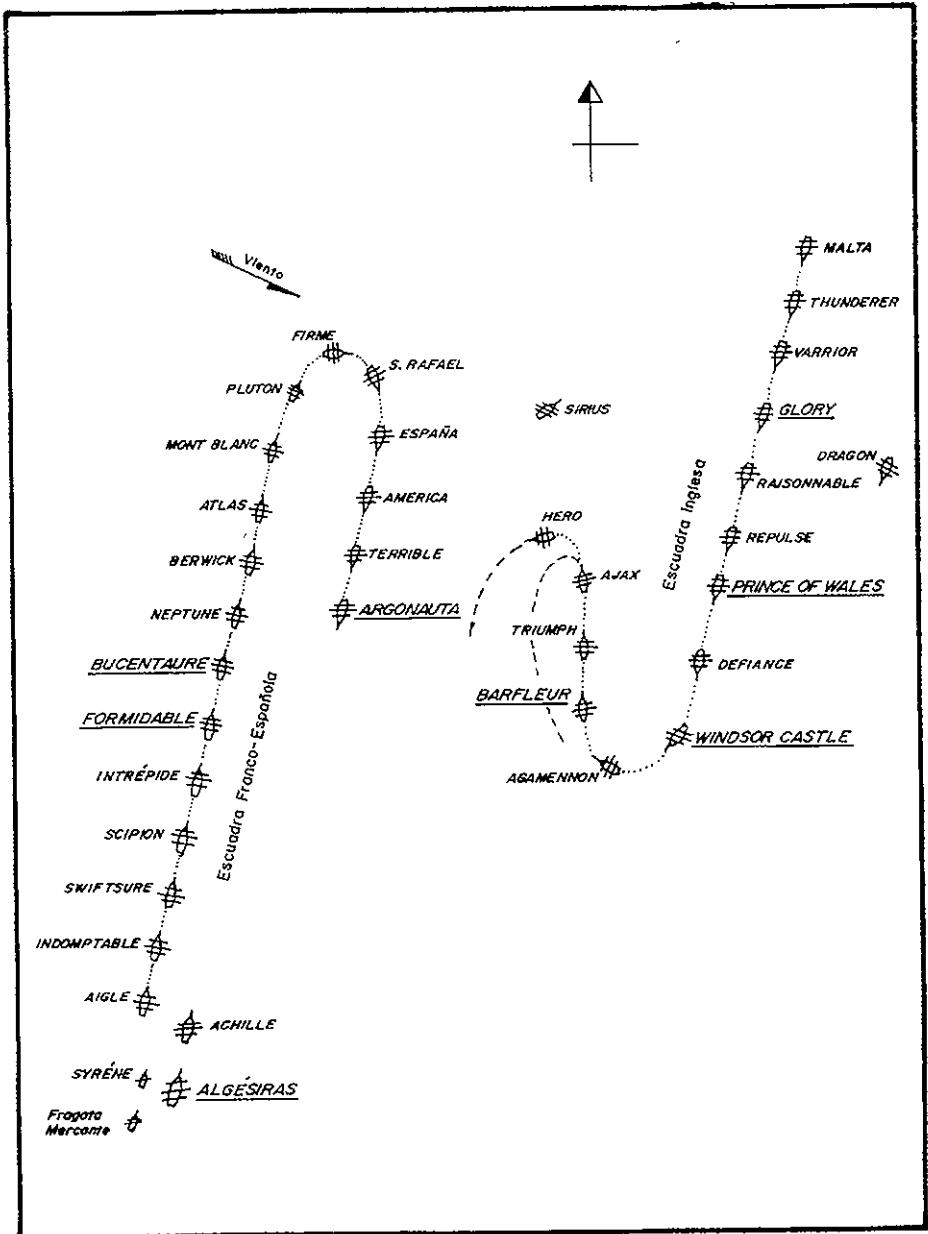 MALTA
Viento
THUNDERER
FIRME
VARRIOR
S. RAFAEL
PLUTON
SIRIUS
GLORY
ESPAÑA
MONT BLANC
DRAGON
RAISONNABLE
Escuadra Inglesa
AMERICA
ATLAS
HERO
REPULSE
TERRIBLE
BERWICK
AJAX
PRINCE OF WALES
ARGONAUTA
NEPTUNE
TRIUMPH
BUCENTAURE
DEFIANCE
BARFLEUR
FORMIDABLE
WINDSOR CASTLE
AGAMENNON
INTRÉPIDE
Escuadra Franco-Española
SCIPION
SWIFTSURE
INDOMPTABLE
AIGLE
ACHILLE
SYRÉNE
ALGÉSIRAS
Fragata
Mercante